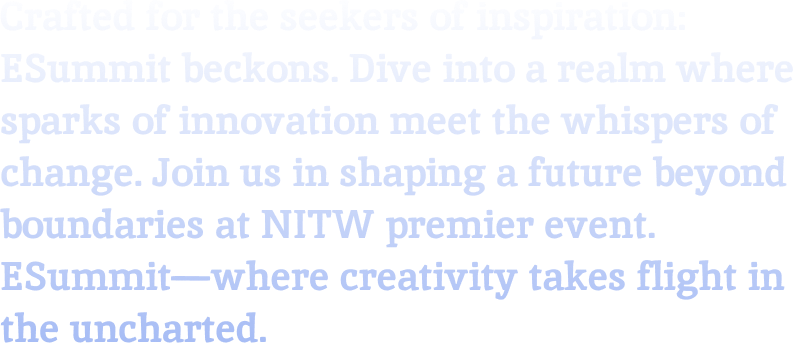 Crafted for the seekers of inspiration:
ESummit beckons. Dive into a realm where
sparks of innovation meet the whispers of
change. Join us in shaping a future beyond
boundaries at NITW premier event.
ESummit—where creativity takes flight in
the uncharted.